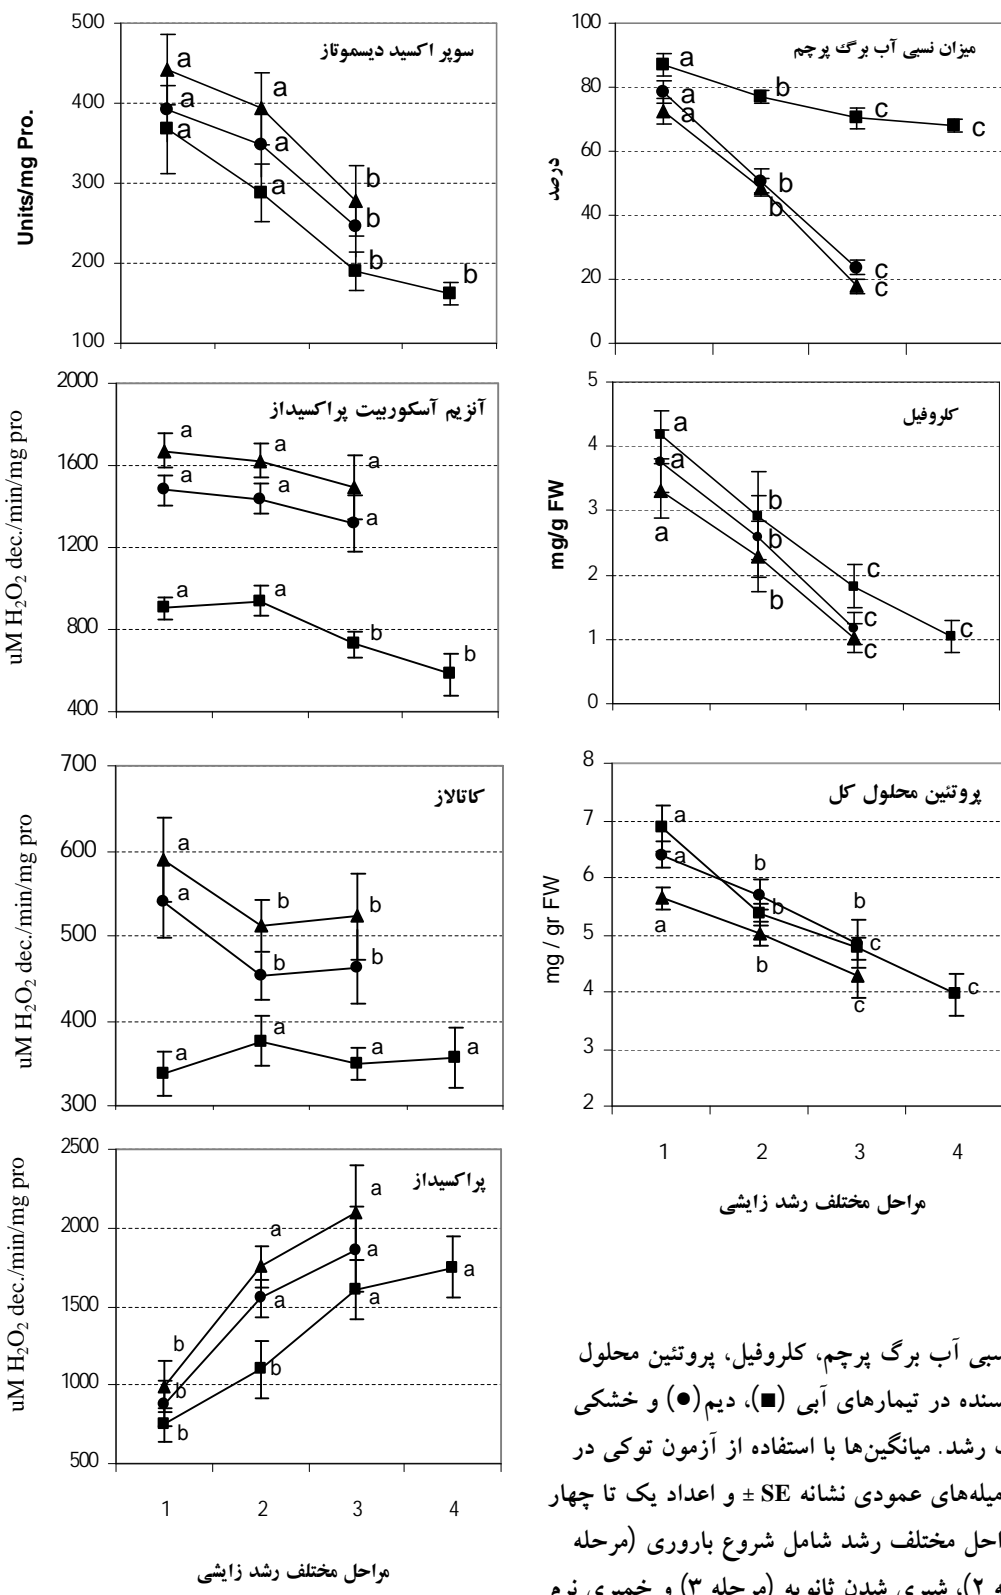 سوپر اکسید دیسموتاز
Units/mg Pro.
500
400
300
200
100
a
a
a
a
a
a
b
b
b
b
آنزیم آسکوربیت پراکسیداز
uM H₂O₂ dec./min/mg pro
2000
1600
1200
800
400
a
a
a
a
a
a
a
a
b
b
کاتالاز
uM H₂O₂ dec./min/mg pro
700
600
500
400
300
a
b
b
a
b
b
a
a
a
a
پراکسیداز
uM H₂O₂ dec./min/mg pro
2500
2000
1500
1000
500
b
a
a
b
a
a
b
b
a
a
1 2 3 4
مراحل مختلف رشد زایشی
میزان نسبی آب برگ پرچم
درصد
100
80
60
40
20
0
a
b
c
c
a
a
b
b
c
c
کلروفیل
mg/g FW
5
4
3
2
1
0
a
a
a
b
b
b
c
c
c
c
پروتئین محلول کل
mg / gr FW
8
7
6
5
4
3
2
a
a
a
b
b
b
b
c
c
c
1 2 3 4
مراحل مختلف رشد زایشی
سبی آب برگ پرچم، کلروفیل، پروتئین محلول
سنده در تیمارهای آبی (■)، دیم(●) و خشکی
رشد. میانگین‌ها با استفاده از آزمون توکی در
میله‌های عمودی نشانه SE ± و اعداد یک تا چهار
احل مختلف رشد شامل شروع باروری (مرحله
۲)، شیری شدن ثانویه (مرحله ۳) و خمیری نرم